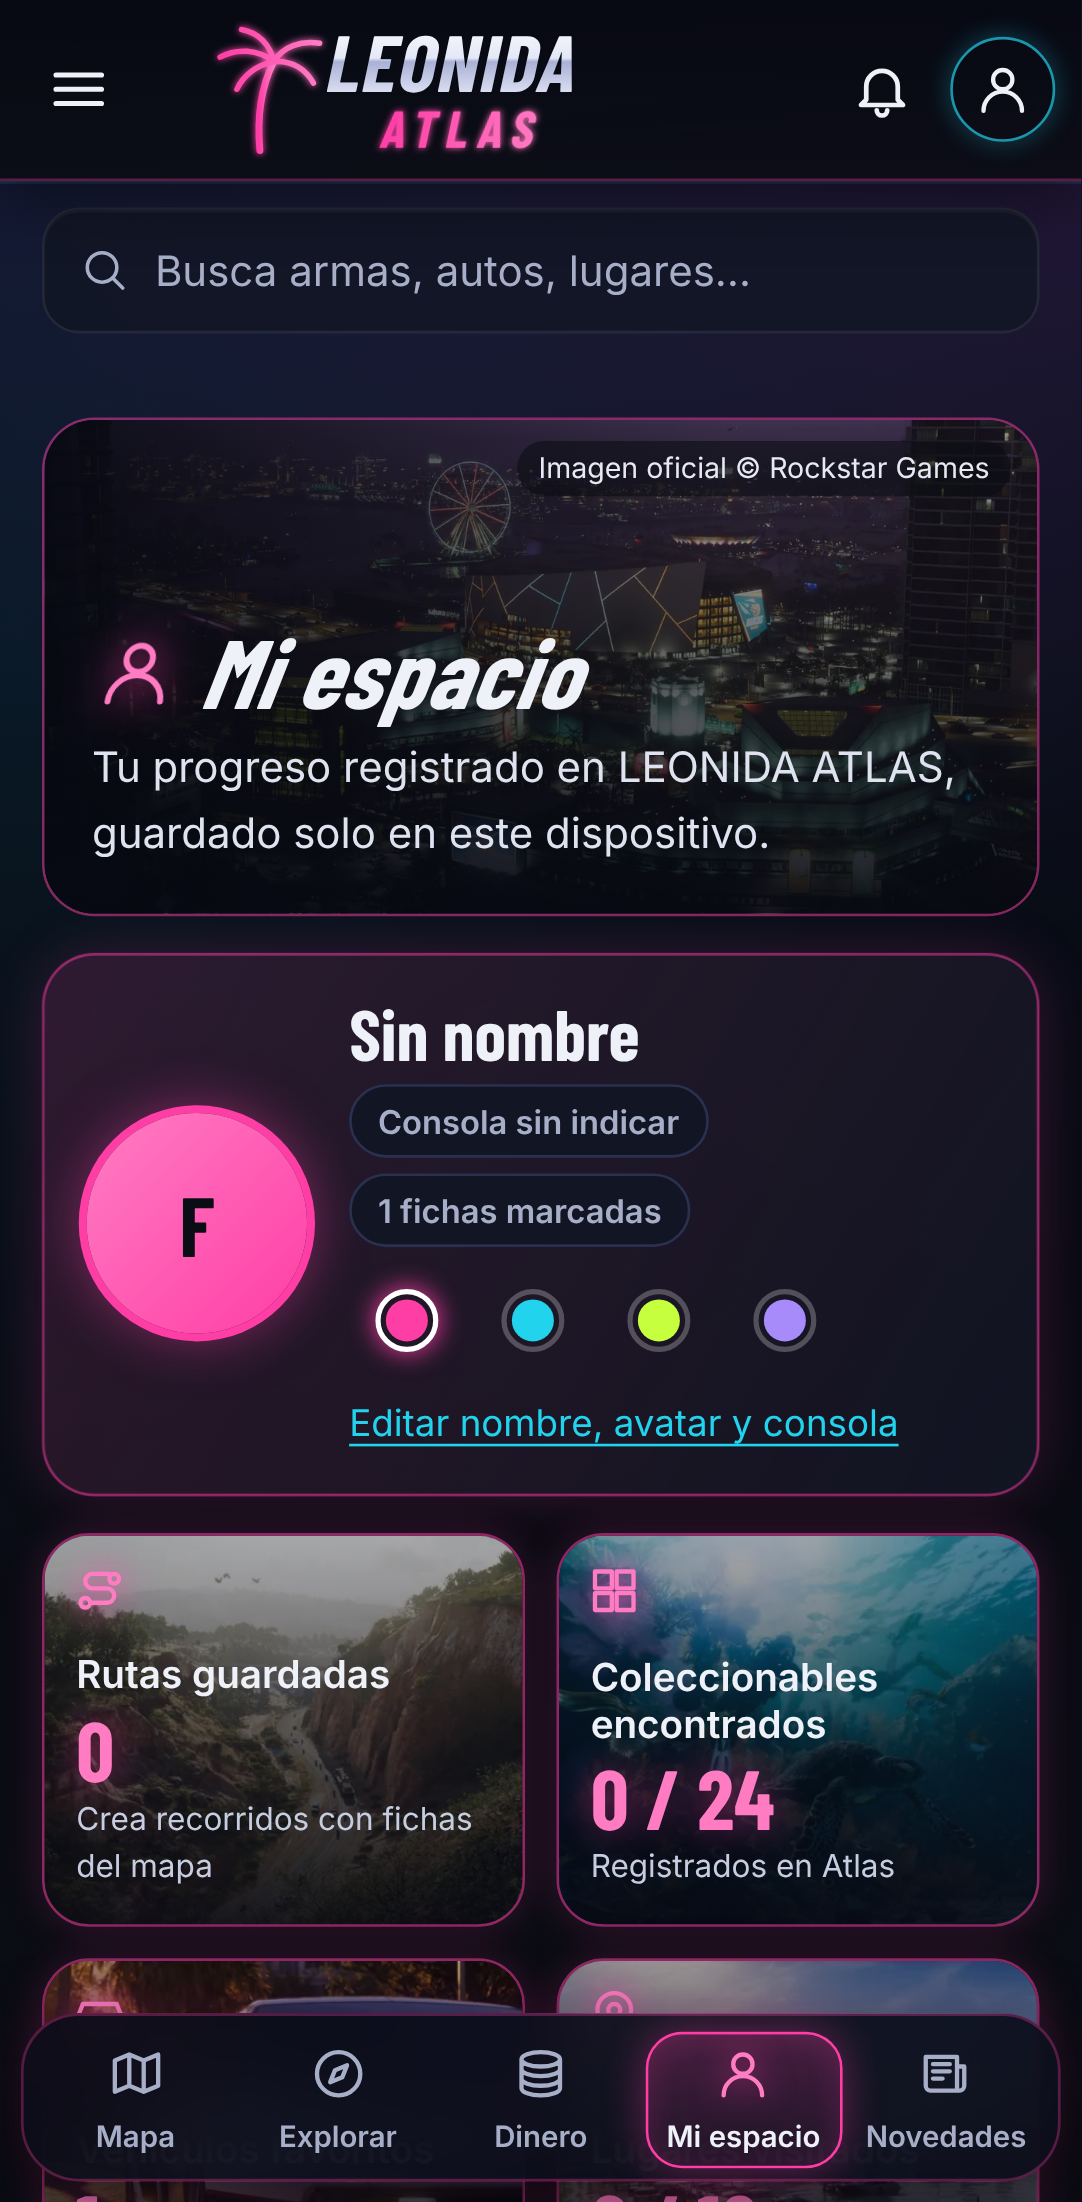 LEONIDA
ATLAS
Busca armas, autos, lugares...
Imagen oficial © Rockstar Games
Mi espacio
Tu progreso registrado en LEONIDA ATLAS,
guardado solo en este dispositivo.
Sin nombre
Consola sin indicar
1 fichas marcadas
F
Editar nombre, avatar y consola
Rutas guardadas
0
Crea recorridos con fichas
del mapa
Coleccionables
encontrados
0 / 24
Registrados en Atlas
Mapa
Explorar
Dinero
Mi espacio
Novedades